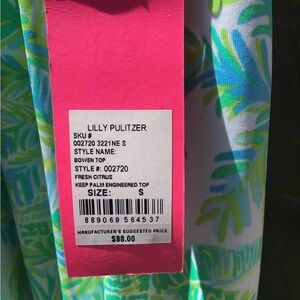 LILLY PULITZER
SKU #
002720 3221NE S
STYLE NAME:
BOWEN TOP
STYLE #: 002720
FRESH CITRUS
KEEP PALM ENGINEERED TOP
SIZE: S
889069 564537
MANUFACTURER'S SUGGESTED PRICE
$88.00